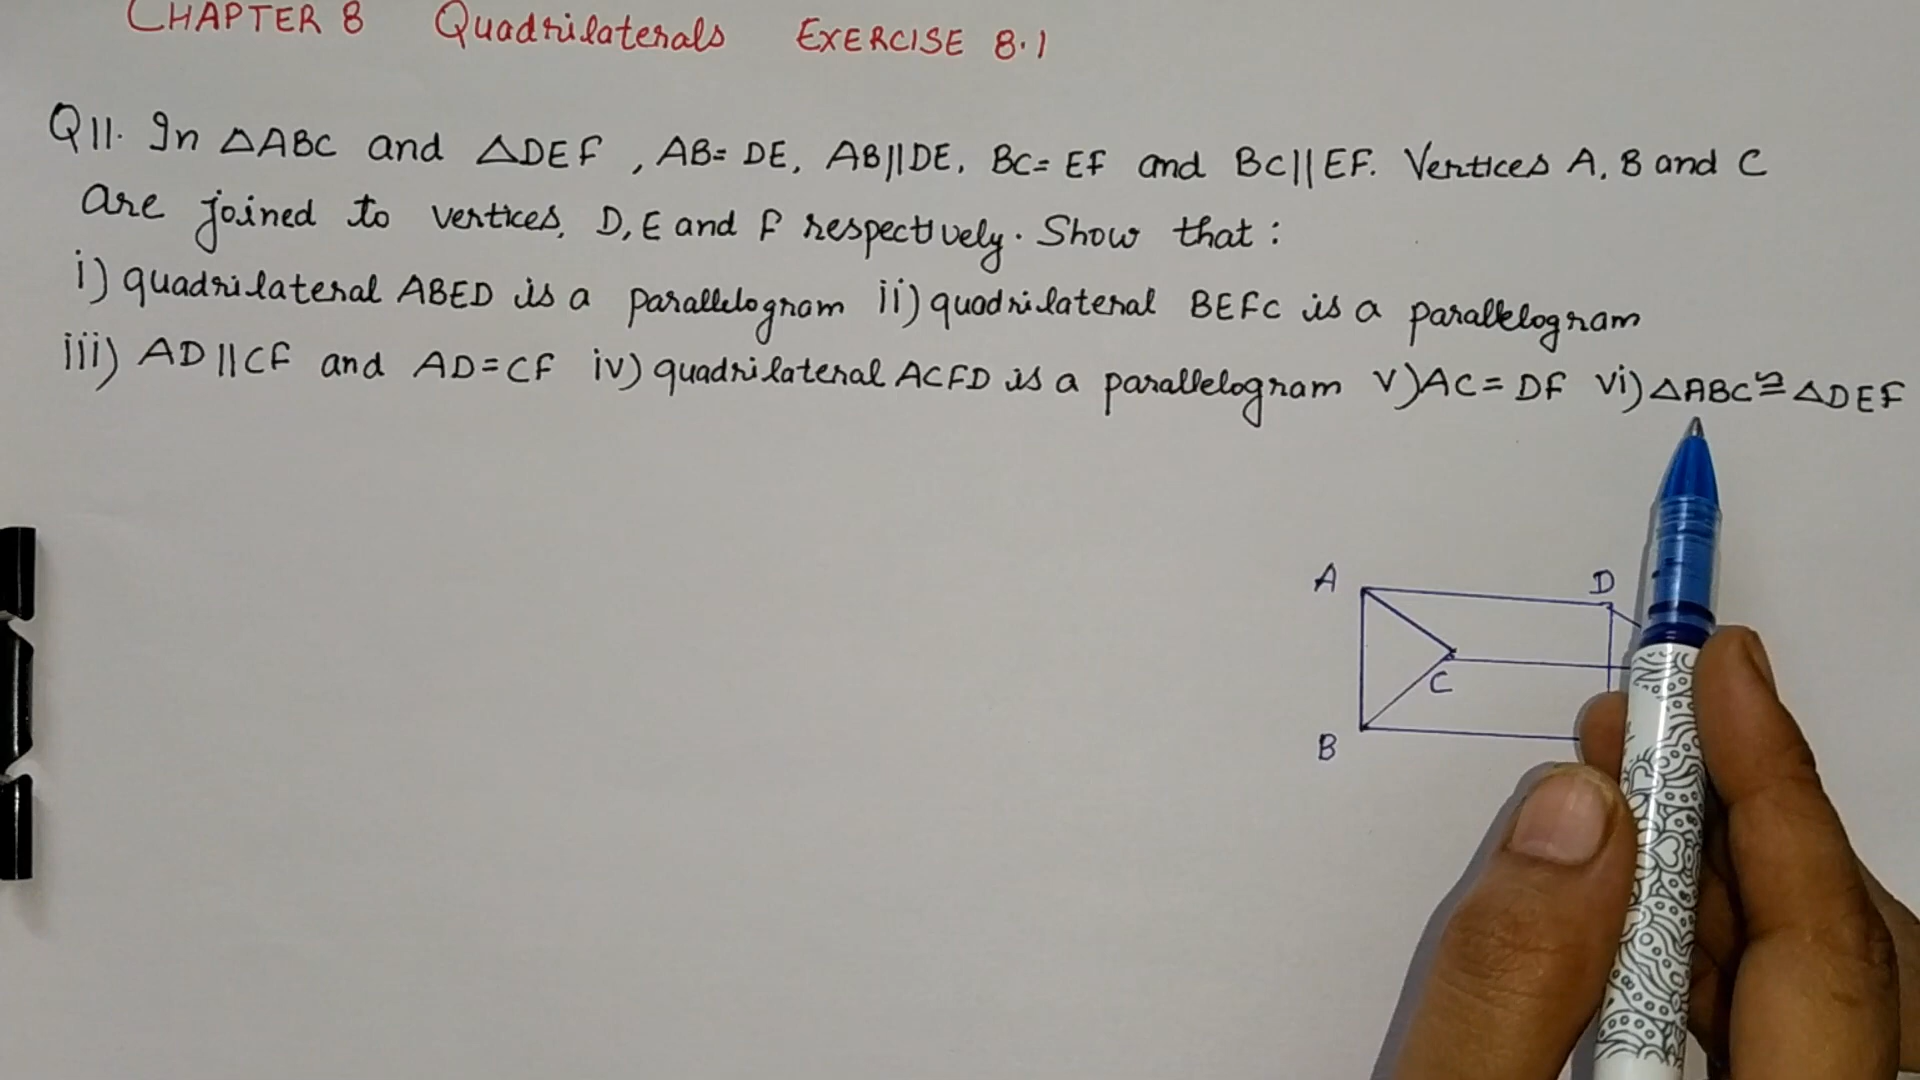 CHAPTER 8 Quadrilaterals EXERCISE 8.1
Q11. In △ABC and △DEF, AB= DE, AB||DE, BC= EF and BC||EF. Vertices A, B and C
are joined to vertices, D, E and F respectively. Show that :
i) quadrilateral ABED is a parallelogram ii) quadrilateral BEFC is a parallelogram
iii) AD||CF and AD=CF iv) quadrilateral ACFD is a parallelogram v) AC= DF vi) △ABC≅△DEF
A
D
C
B